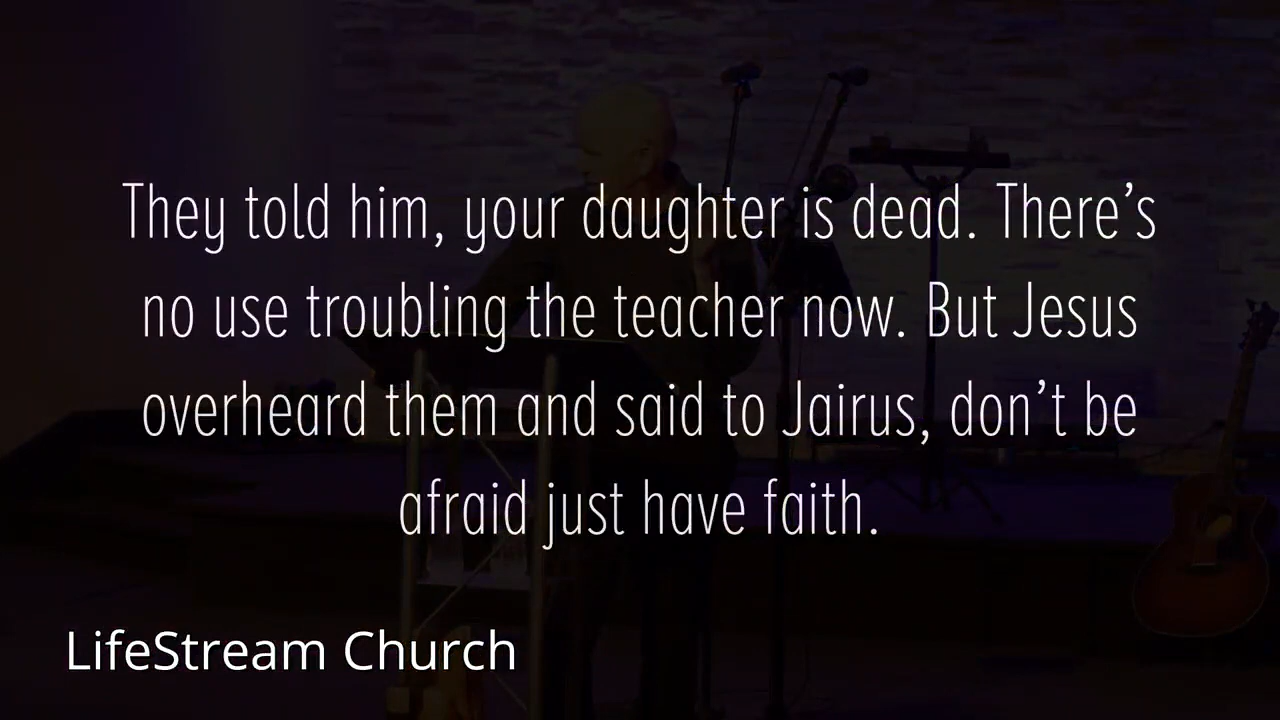 They told him, your daughter is dead. There’s
no use troubling the teacher now. But Jesus
overheard them and said to Jairus, don’t be
afraid just have faith.
LifeStream Church